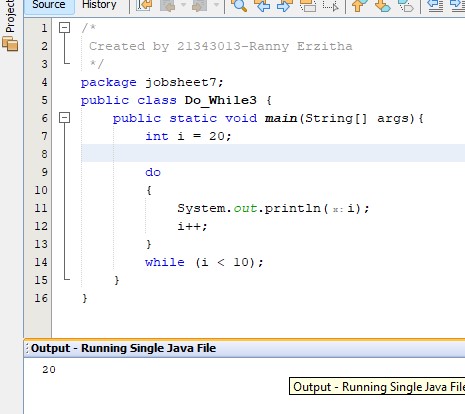 Source History
Project
1 /*
2 Created by 21343013-Ranny Erzitha
3 */
4 package jobsheet7;
5 public class Do_While3 {
6 public static void main(String[] args){
7 int i = 20;
8
9 do
10 {
11 System.out.println( x: i);
12 i++;
13 }
14 while (i < 10);
15 }
16 }
Output - Running Single Java File
20
Output - Running Single Java File